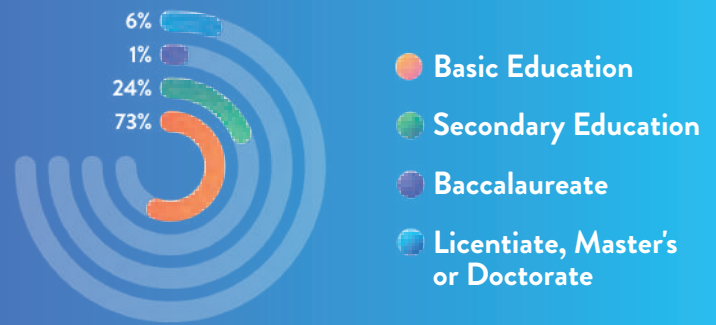 6%
1%
24%
73%
Basic Education
Secondary Education
Baccalaureate
Licentiate, Master's
or Doctorate